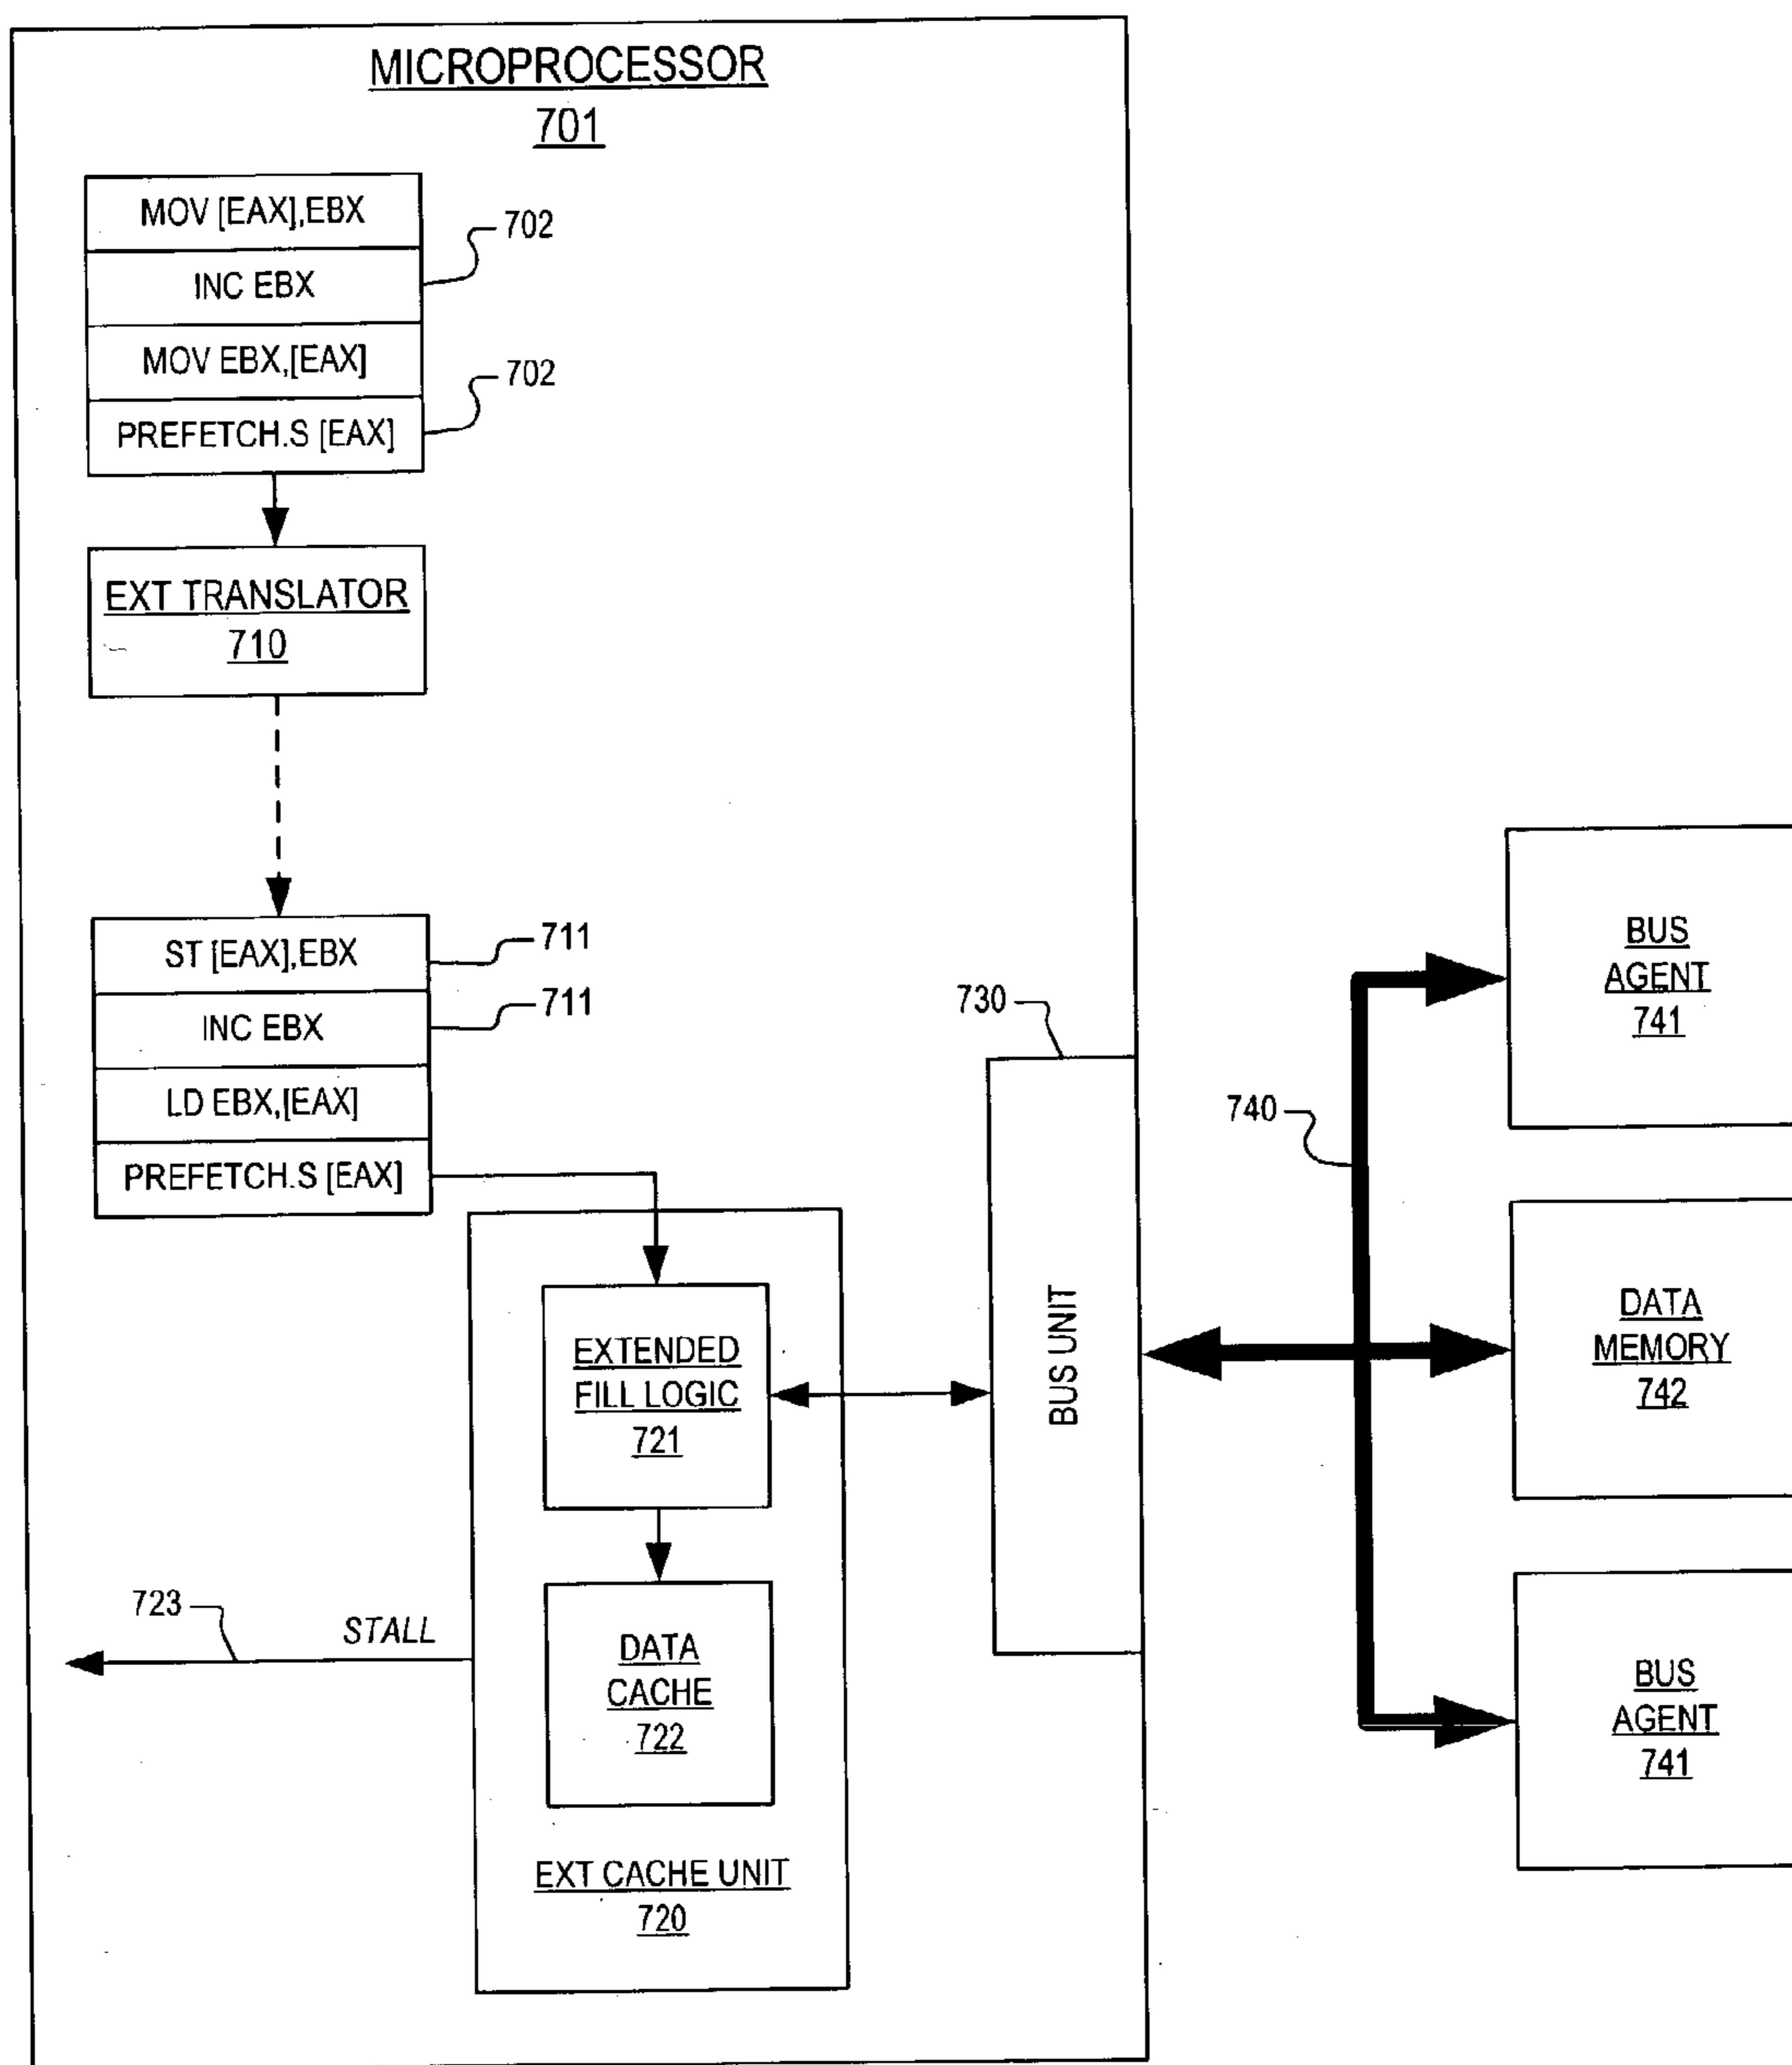 MICROPROCESSOR
701
MOV [EAX],EBX
702
INC EBX
MOV EBX,[EAX]
702
PREFETCH.S [EAX]
EXT TRANSLATOR
710
ST [EAX],EBX
711
INC EBX
711
LD EBX,[EAX]
PREFETCH.S [EAX]
EXTENDED
FILL LOGIC
721
DATA
CACHE
722
EXT CACHE UNIT
720
723
STALL
730
BUS UNIT
740
BUS
AGENT
741
DATA
MEMORY
742
BUS
AGENT
741